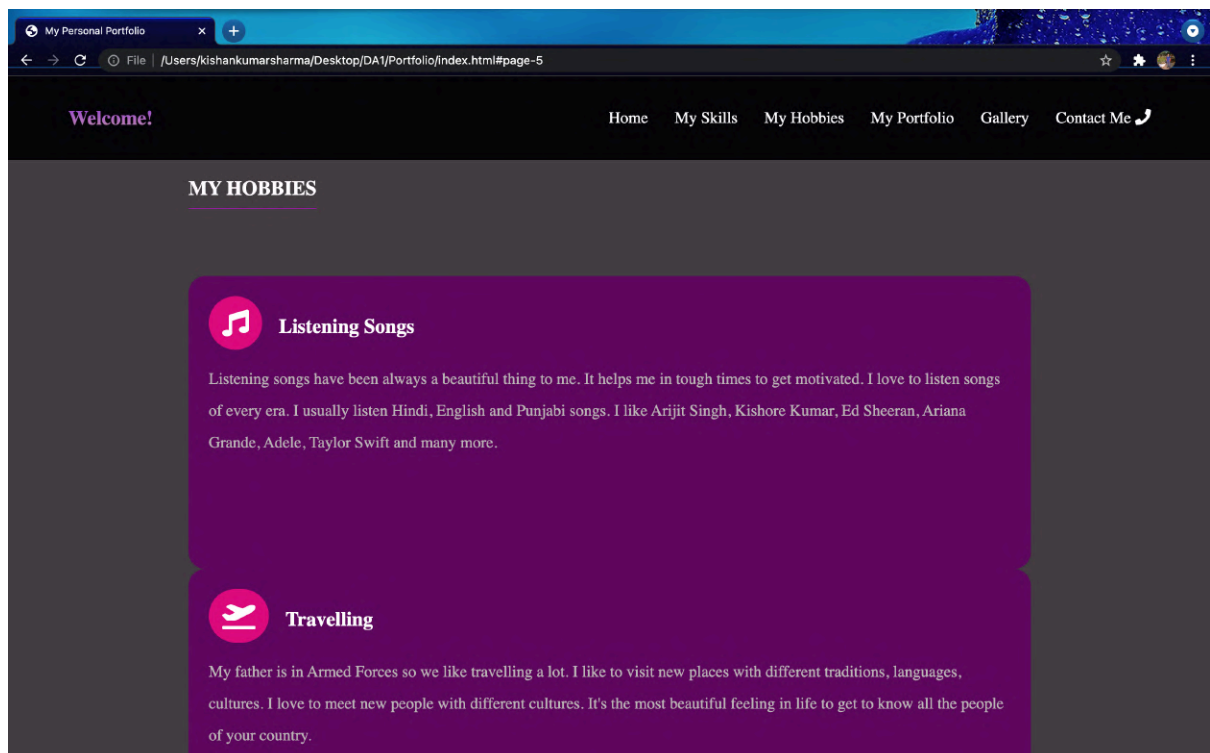 My Personal Portfolio
File | /Users/kishankumarsharma/Desktop/DA1/Portfolio/index.html#page-5
Welcome! Home My Skills My Hobbies My Portfolio Gallery Contact Me
MY HOBBIES
Listening Songs
Listening songs have been always a beautiful thing to me. It helps me in tough times to get motivated. I love to listen songs
of every era. I usually listen Hindi, English and Punjabi songs. I like Arijit Singh, Kishore Kumar, Ed Sheeran, Ariana
Grande, Adele, Taylor Swift and many more.
Travelling
My father is in Armed Forces so we like travelling a lot. I like to visit new places with different traditions, languages,
cultures. I love to meet new people with different cultures. It's the most beautiful feeling in life to get to know all the people
of your country.